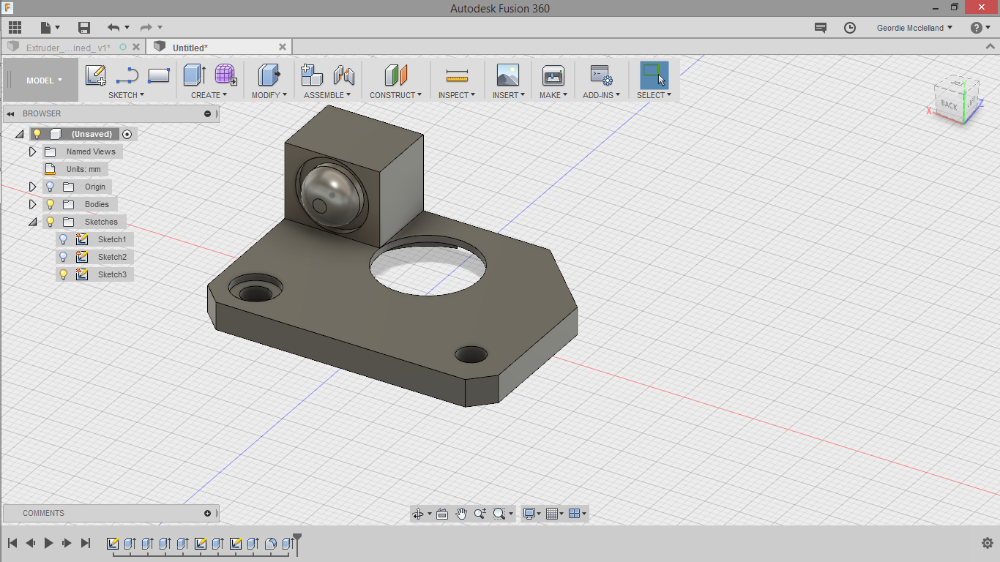 Autodesk Fusion 360
Geordie Mcclelland
Extruder_...ined_v1*
Untitled*
MODEL
SKETCH
CREATE
MODIFY
ASSEMBLE
CONSTRUCT
INSPECT
INSERT
MAKE
ADD-INS
SELECT
BROWSER
(Unsaved)
Named Views
Units: mm
Origin
Bodies
Sketches
Sketch1
Sketch2
Sketch3
X
BACK
Z
COMMENTS